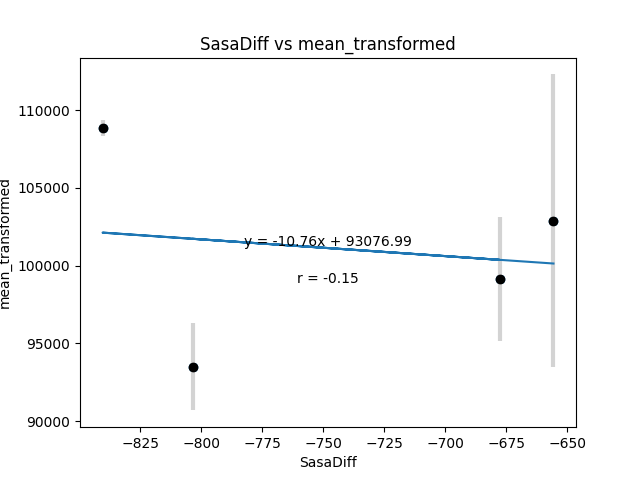 SasaDiff vs mean_transformed
mean_transformed
110000
105000
100000
95000
90000
y = -10.76x + 93076.99
r = -0.15
−825
−800
−775
−750
−725
−700
−675
−650
SasaDiff